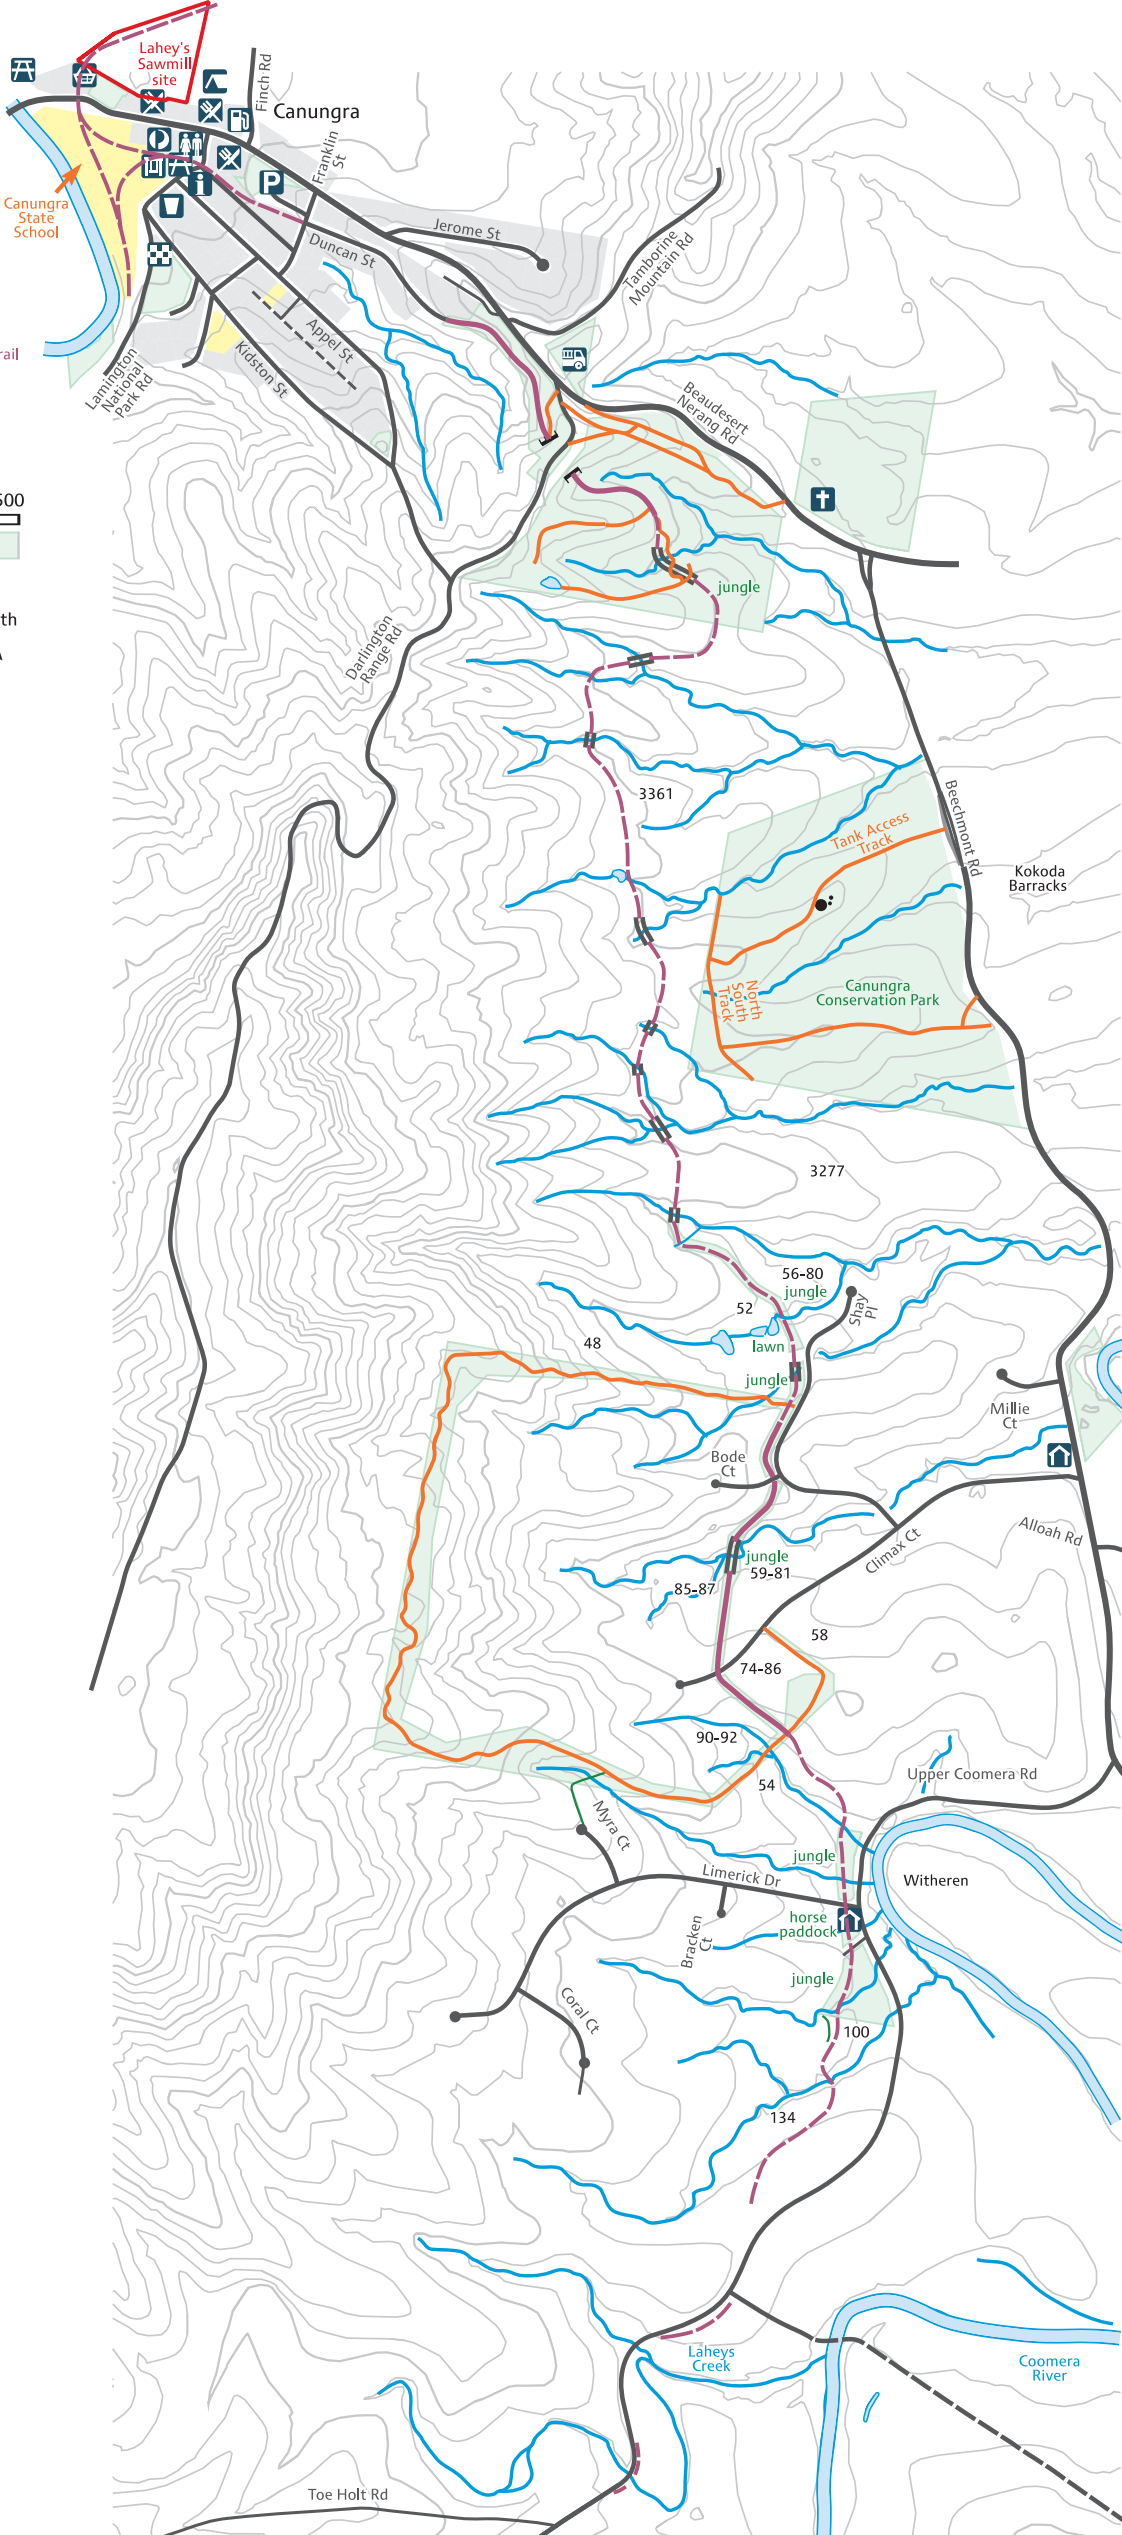 Lahey's
Sawmill
site
Finch Rd
Canungra
Franklin
St
P
P
i
Canungra
State
School
Jerome St
Duncan St
Tamborine
Mountain Rd
Appel St
Kidston St
Lamington
National
Park Rd
rail
Beaudesert
Nerang Rd
500
jungle
th
Darlington
Range Rd
3361
Beechmont Rd
Tank Access
Track
Kokoda
Barracks
Canungra
Conservation Park
North
South
Track
3277
56-80
jungle
52
Shay
Pl
48
lawn
jungle
Millie
Ct
Bode
Ct
Alloah Rd
Climax Ct
jungle
59-81
85-87
58
74-86
90-92
54
Upper Coomera Rd
Myra Ct
jungle
Limerick Dr
Witheren
horse
paddock
Bracken
Ct
jungle
Coral Ct
100
134
Laheys
Creek
Coomera
River
Toe Holt Rd